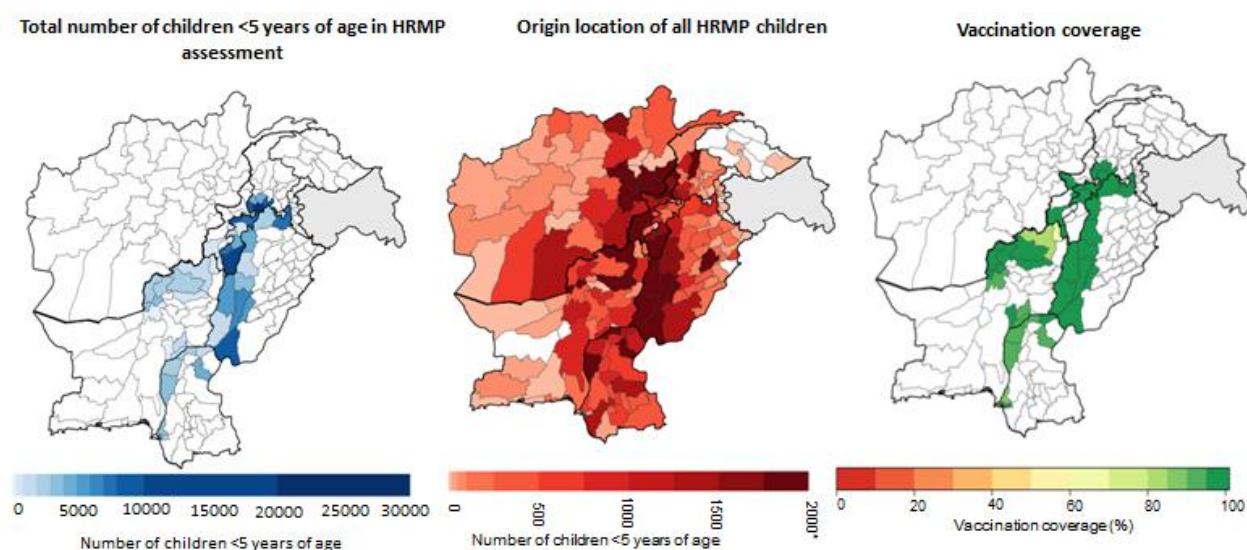 Total number of children <5 years of age in HRMP
assessment
Origin location of all HRMP children
Vaccination coverage
0 5000 10000 15000 20000 25000 30000
Number of children <5 years of age
0 500 1000 1500 2000*
Number of children <5 years of age
0 20 40 60 80 100
Vaccination coverage (%)